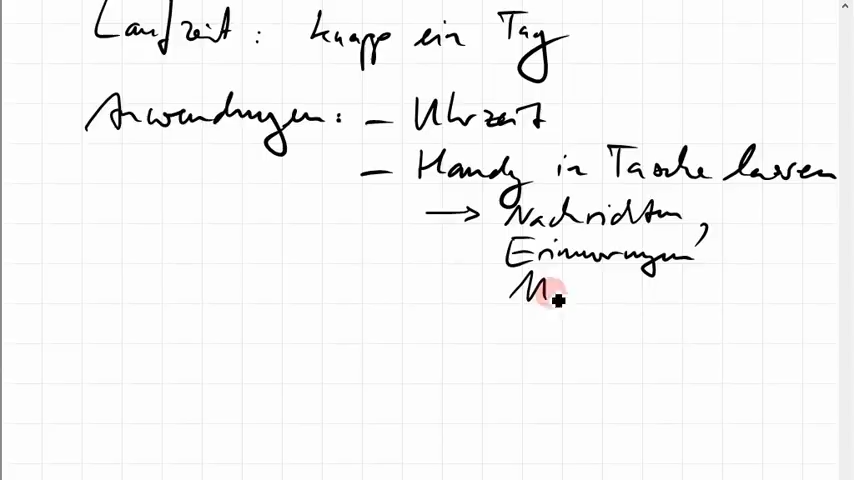 Laufzeit: knapp ein Tag
Anwendungen: - Uhrzeit
- Handy in Tasche lassen
→ Nachrichten,
Erinnerungen,
M